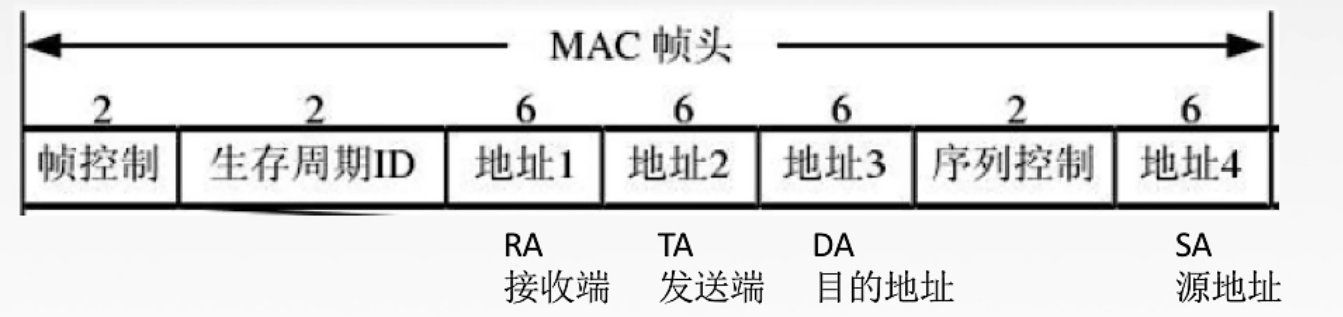 MAC 帧头
2 2 6 6 6 2 6
帧控制 生存周期ID 地址1 地址2 地址3 序列控制 地址4
RA TA DA SA
接收端 发送端 目的地址 源地址